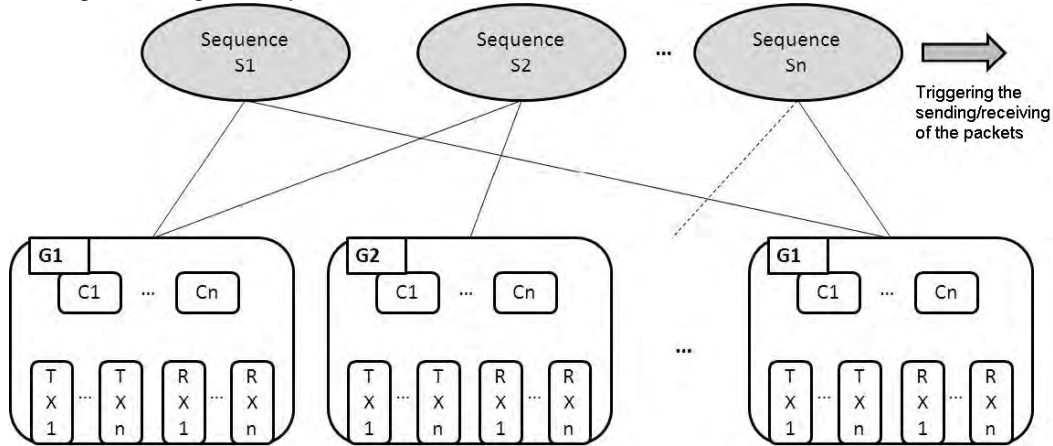 Sequence
S1
Sequence
S2
...
Sequence
Sn
Triggering the
sending/receiving
of the packets
G1
C1 ... Cn
T X 1 ... T X n R X 1 ... R X n
G2
C1 ... Cn
T X 1 ... T X n R X 1 ... R X n
...
G1
C1 ... Cn
T X 1 ... T X n R X 1 ... R X n